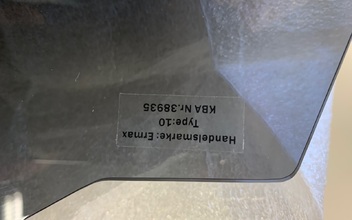 Handelsmarke: Ermax
Type:10
KBA Nr.38935